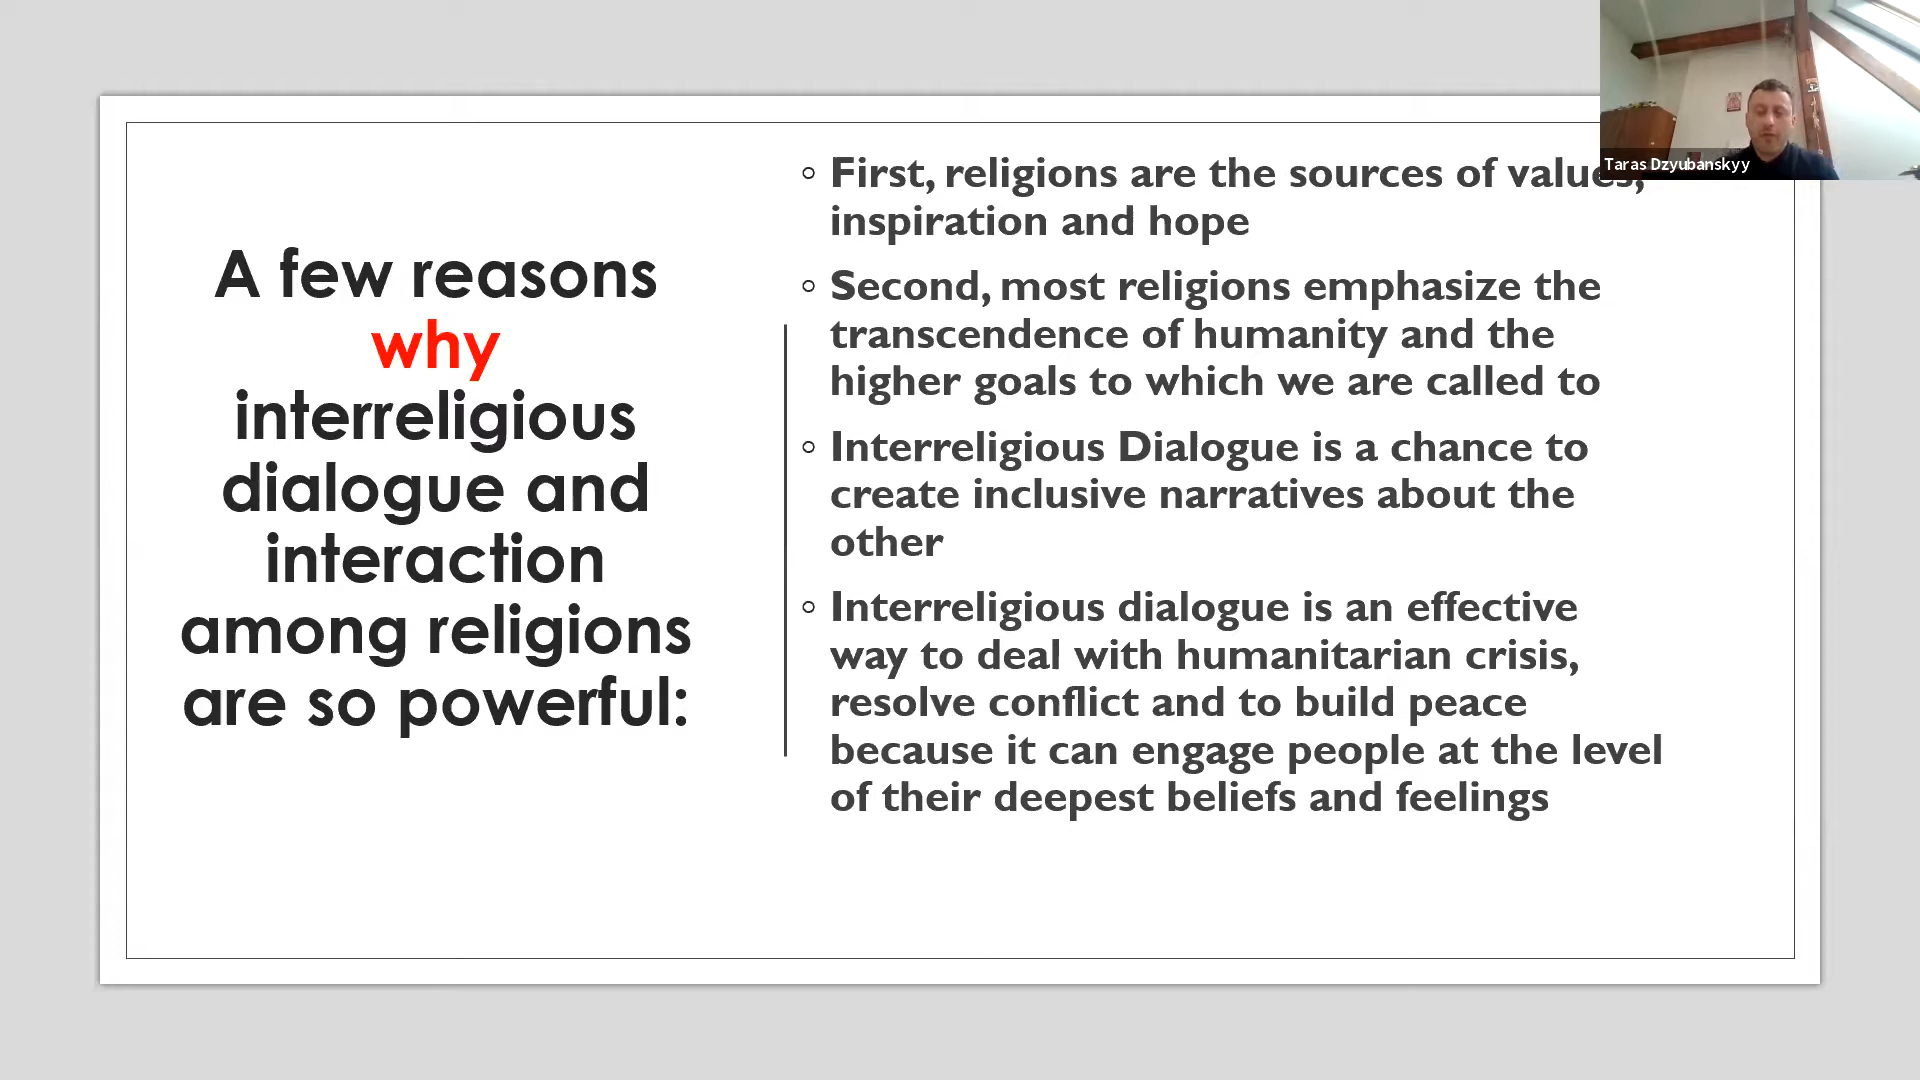 A few reasons
why
interreligious
dialogue and
interaction
among religions
are so powerful:
First, religions are the sources of values,
inspiration and hope
Second, most religions emphasize the
transcendence of humanity and the
higher goals to which we are called to
Interreligious Dialogue is a chance to
create inclusive narratives about the
other
Interreligious dialogue is an effective
way to deal with humanitarian crisis,
resolve conflict and to build peace
because it can engage people at the level
of their deepest beliefs and feelings
Taras Dzyubanskyy